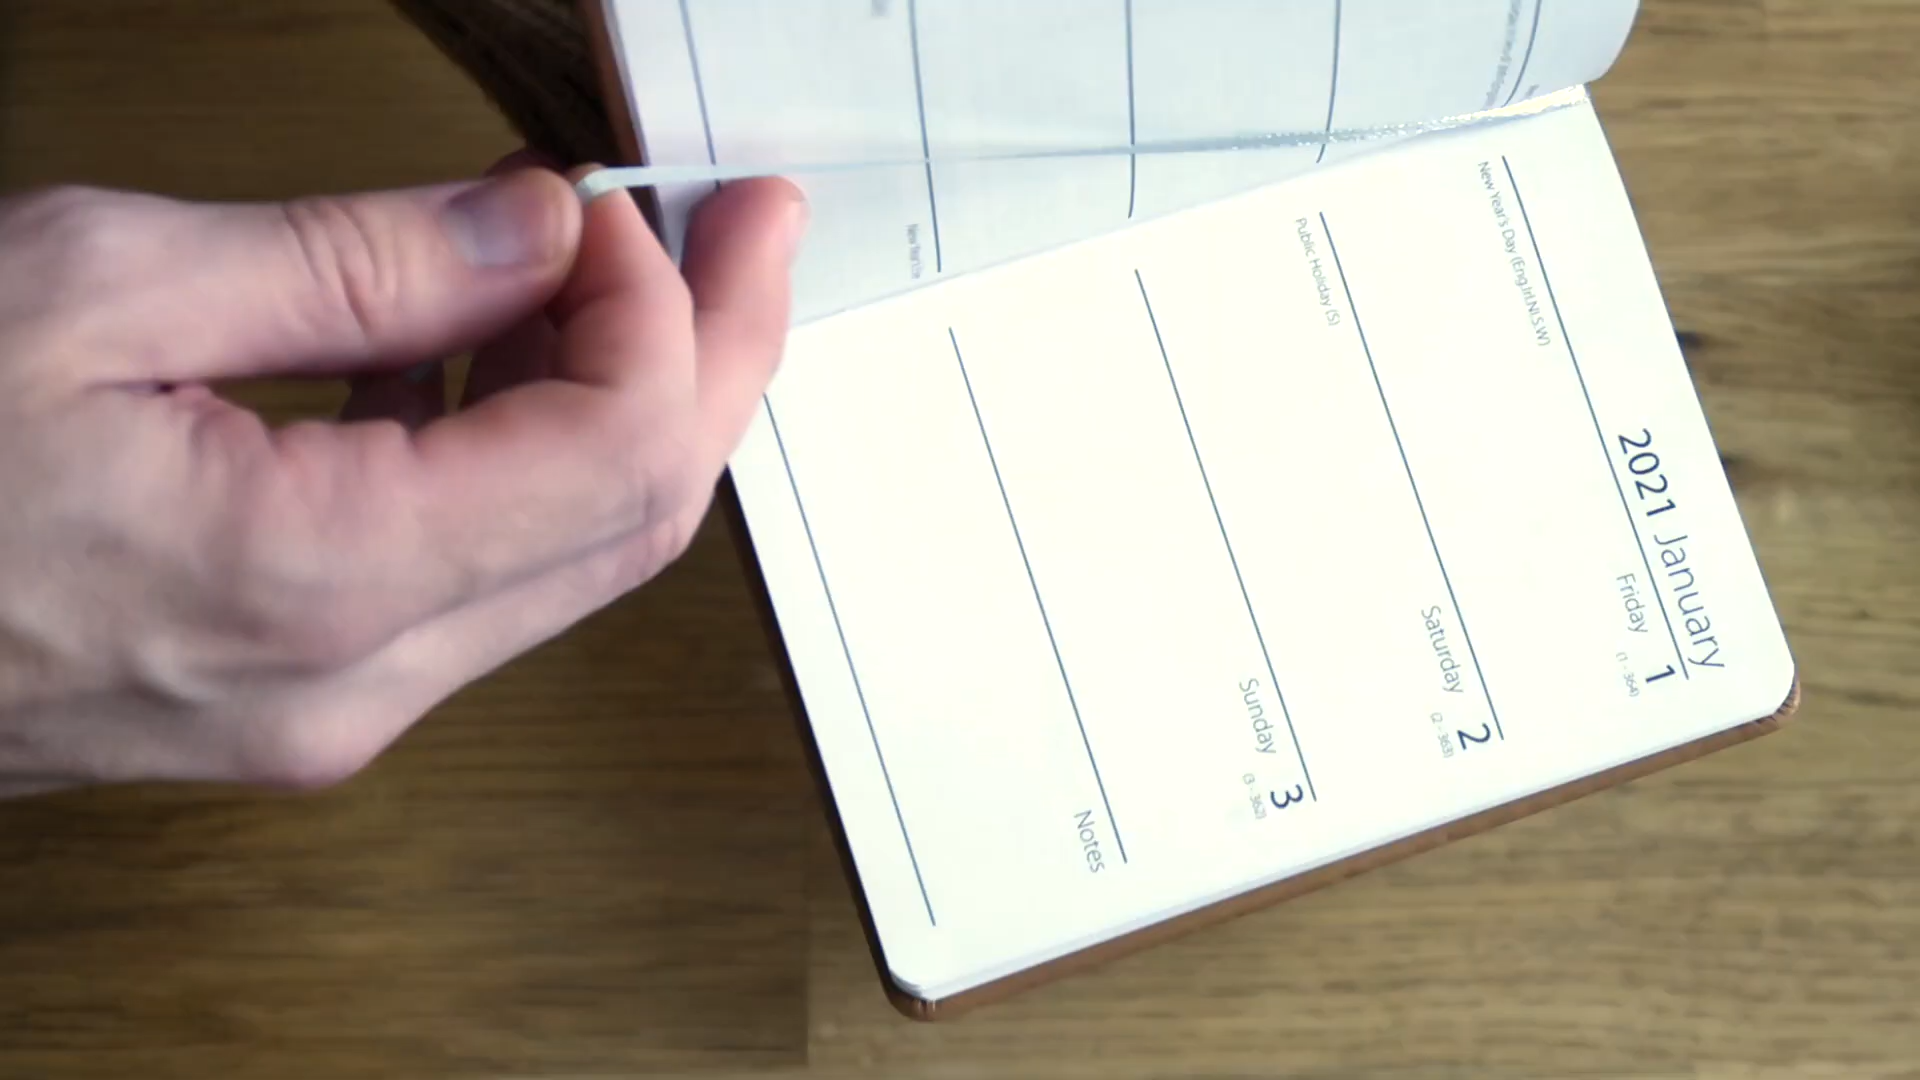 2021 January
Friday 1
(1 - 364)
New Year's Day (Eng,Irl,NI,S,W)
Saturday 2
(2 - 363)
Public Holiday (S)
Sunday 3
(3 - 362)
Notes